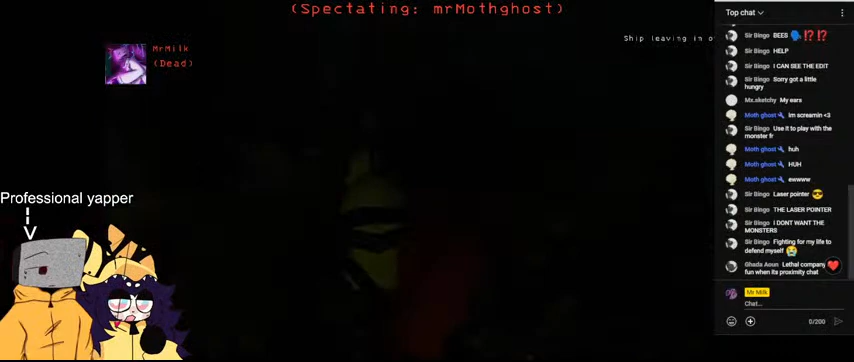 (Spectating: mrMothghost)
MrMilk
(Dead)
Ship leaving in
Professional yapper
Top chat
Sir Bingo BEES 🗣️⁉️⁉️
Sir Bingo HELP
Sir Bingo I CAN SEE THE EDIT
Sir Bingo Sorry got a little
hungry
Mx.sketchy My ears
Moth ghost Im screamin <3
Sir Bingo Use it to play with the
monster fr
Moth ghost huh
Moth ghost HUH
Moth ghost ewwww
Sir Bingo Laser pointer 😎
Sir Bingo THE LASER POINTER
Sir Bingo I DONT WANT THE
MONSTERS
Sir Bingo Fighting for my life to
defend myself 😭
Ghada Aoun Lethal company
fun when its proximity chat
Mr Milk
Chat...
0/200